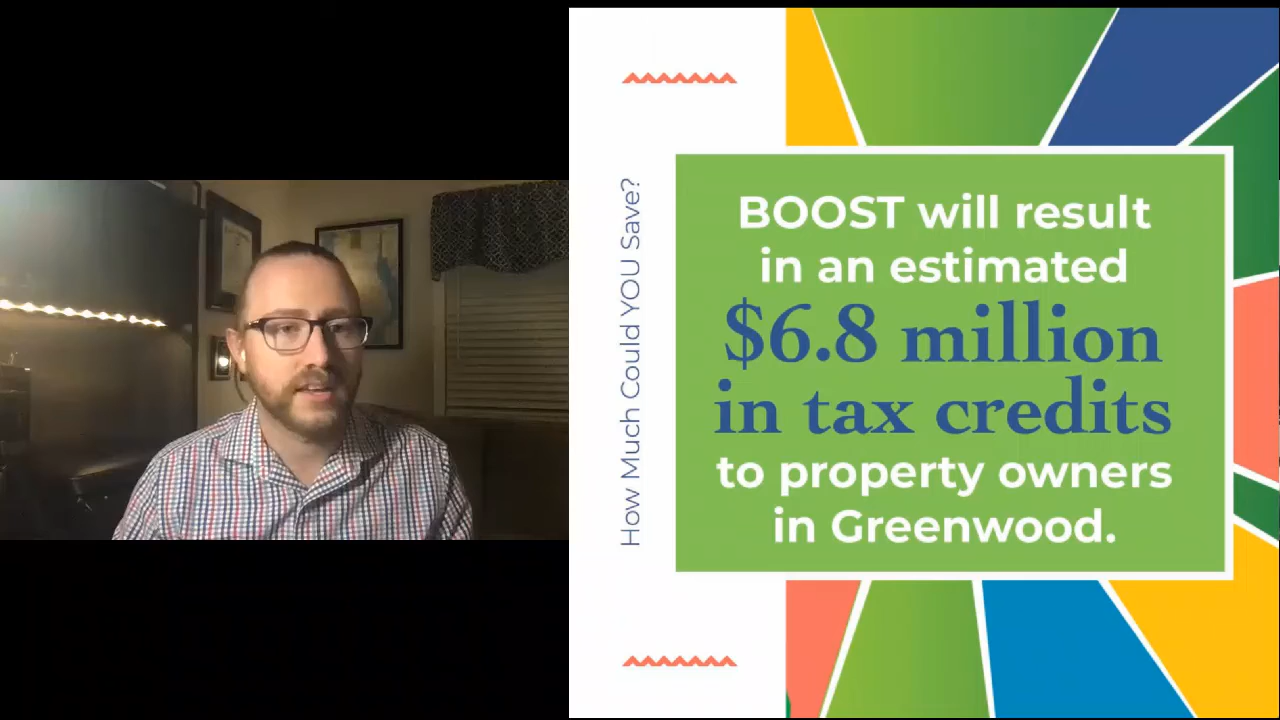 How Much Could YOU Save?
BOOST will result
in an estimated
$6.8 million
in tax credits
to property owners
in Greenwood.